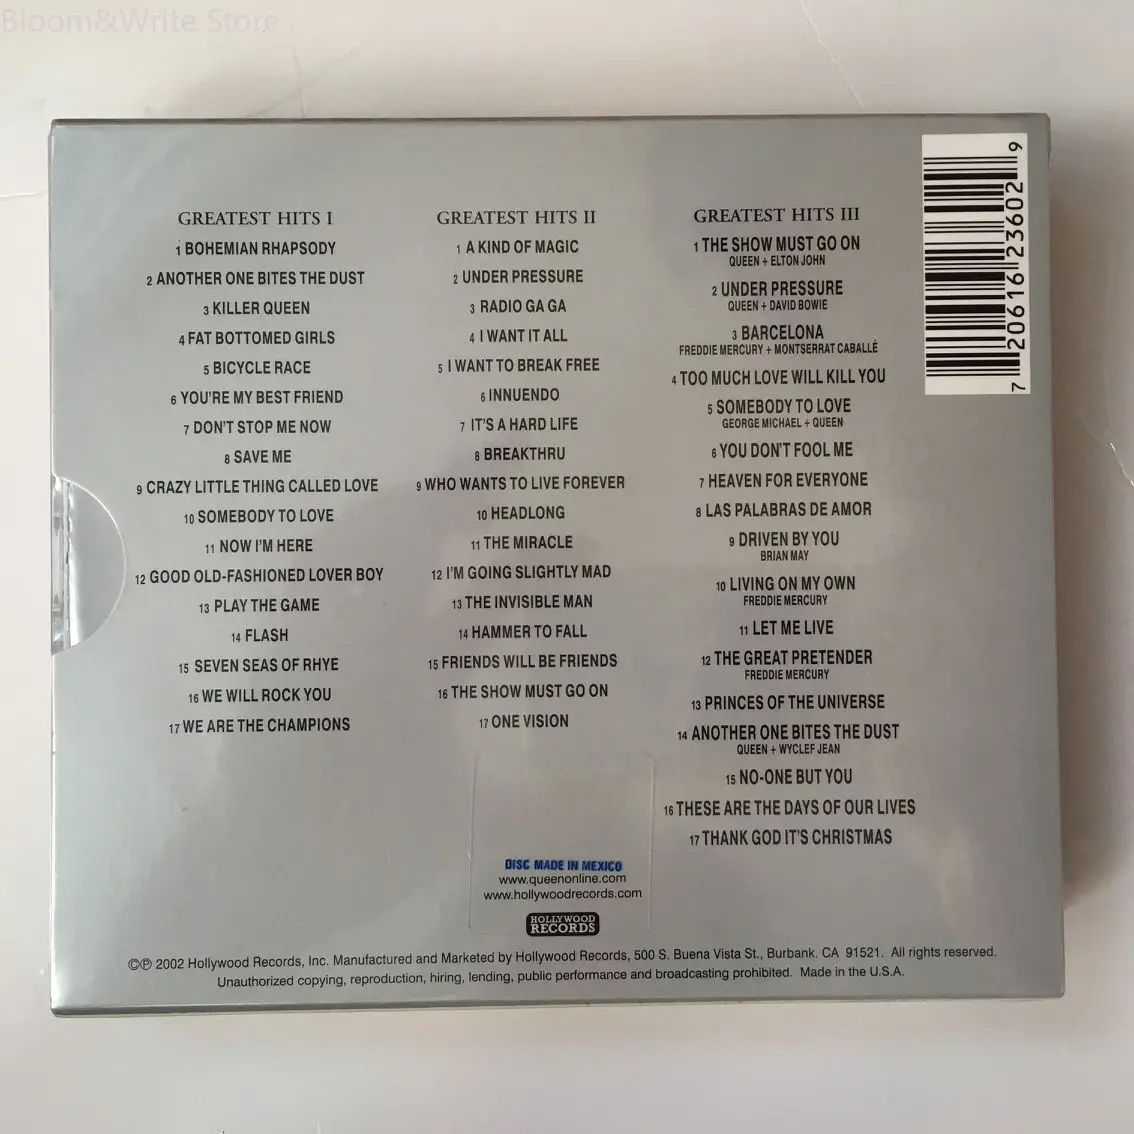 Bloom&Write Store
GREATEST HITS I
1 BOHEMIAN RHAPSODY
2 ANOTHER ONE BITES THE DUST
3 KILLER QUEEN
4 FAT BOTTOMED GIRLS
5 BICYCLE RACE
6 YOU'RE MY BEST FRIEND
7 DON'T STOP ME NOW
8 SAVE ME
9 CRAZY LITTLE THING CALLED LOVE
10 SOMEBODY TO LOVE
11 NOW I'M HERE
12 GOOD OLD-FASHIONED LOVER BOY
13 PLAY THE GAME
14 FLASH
15 SEVEN SEAS OF RHYE
16 WE WILL ROCK YOU
17 WE ARE THE CHAMPIONS
GREATEST HITS II
1 A KIND OF MAGIC
2 UNDER PRESSURE
3 RADIO GA GA
4 I WANT IT ALL
5 I WANT TO BREAK FREE
6 INNUENDO
7 IT'S A HARD LIFE
8 BREAKTHRU
9 WHO WANTS TO LIVE FOREVER
10 HEADLONG
11 THE MIRACLE
12 I'M GOING SLIGHTLY MAD
13 THE INVISIBLE MAN
14 HAMMER TO FALL
15 FRIENDS WILL BE FRIENDS
16 THE SHOW MUST GO ON
17 ONE VISION
GREATEST HITS III
1 THE SHOW MUST GO ON
QUEEN + ELTON JOHN
2 UNDER PRESSURE
QUEEN + DAVID BOWIE
3 BARCELONA
FREDDIE MERCURY + MONTSERRAT CABALLÉ
4 TOO MUCH LOVE WILL KILL YOU
5 SOMEBODY TO LOVE
GEORGE MICHAEL + QUEEN
6 YOU DON'T FOOL ME
7 HEAVEN FOR EVERYONE
8 LAS PALABRAS DE AMOR
9 DRIVEN BY YOU
BRIAN MAY
10 LIVING ON MY OWN
FREDDIE MERCURY
11 LET ME LIVE
12 THE GREAT PRETENDER
FREDDIE MERCURY
13 PRINCES OF THE UNIVERSE
14 ANOTHER ONE BITES THE DUST
QUEEN + WYCLEF JEAN
15 NO-ONE BUT YOU
16 THESE ARE THE DAYS OF OUR LIVES
17 THANK GOD IT'S CHRISTMAS
7 20616 23602 9
DISC MADE IN MEXICO
www.queenonline.com
www.hollywoodrecords.com
HOLLYWOOD
RECORDS
©℗ 2002 Hollywood Records, Inc. Manufactured and Marketed by Hollywood Records, 500 S. Buena Vista St., Burbank. CA 91521. All rights reserved.
Unauthorized copying, reproduction, hiring, lending, public performance and broadcasting prohibited. Made in the U.S.A.